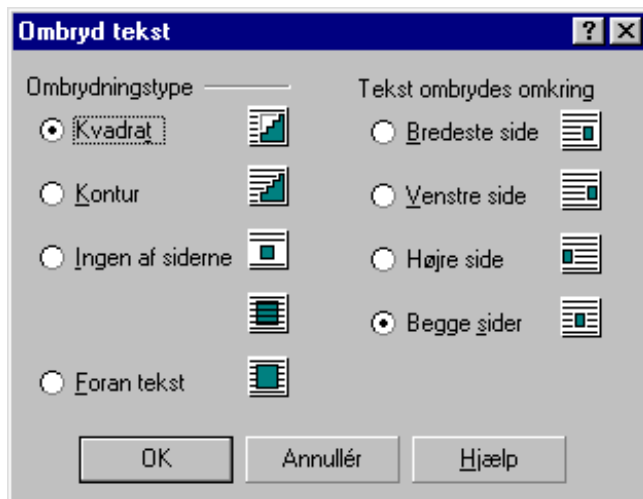 Ombryd tekst
Ombrydningstype
Kvadrat
Kontur
Ingen af siderne
Foran tekst
Tekst ombrydes omkring
Bredeste side
Venstre side
Højre side
Begge sider
OK
Annullér
Hjælp